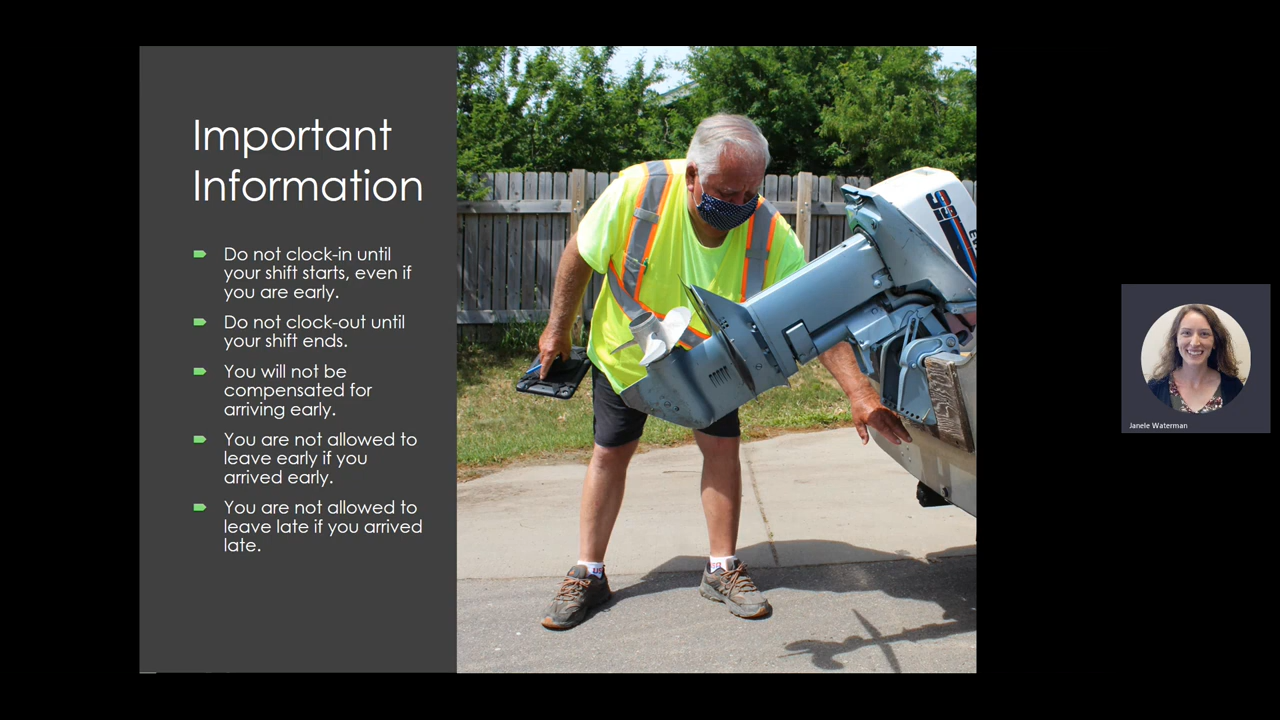 Important
Information
Do not clock-in until
your shift starts, even if
you are early.
Do not clock-out until
your shift ends.
You will not be
compensated for
arriving early.
You are not allowed to
leave early if you
arrived early.
You are not allowed to
leave late if you arrived
late.
9.9
Janele Waterman